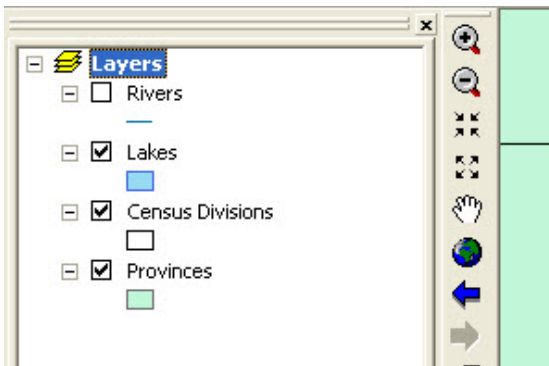 Layers
Rivers
Lakes
Census Divisions
Provinces